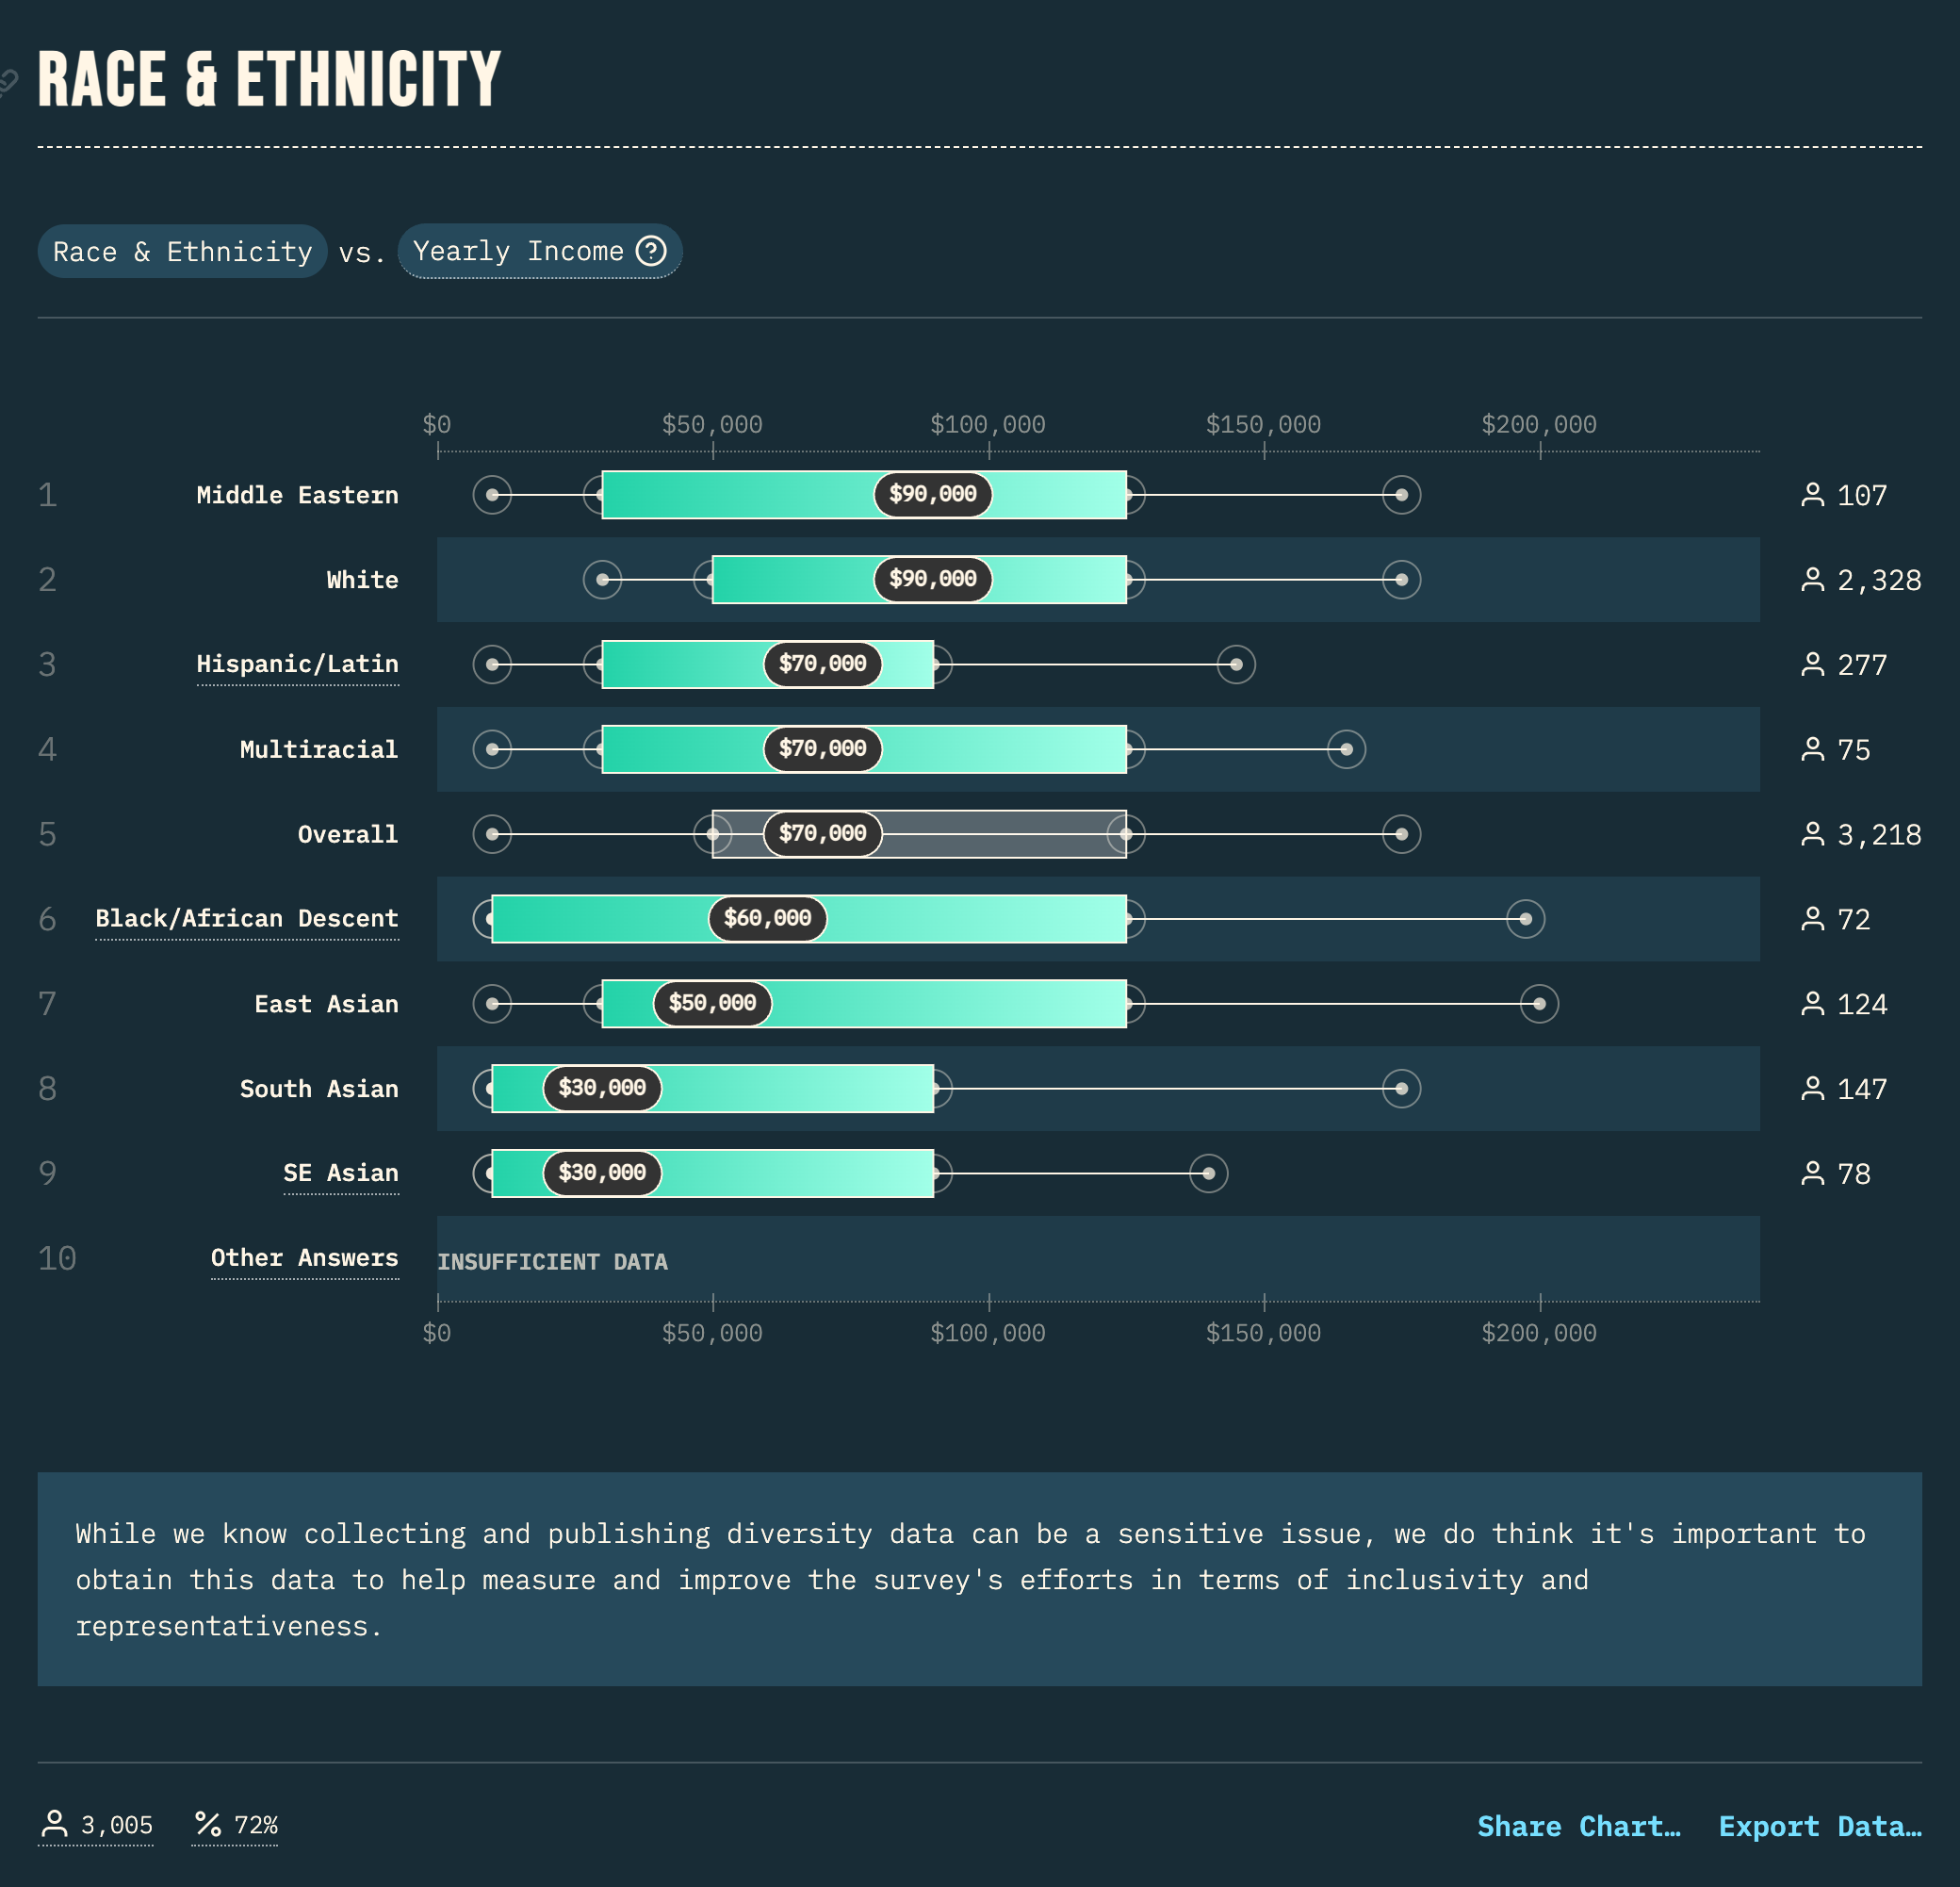 RACE & ETHNICITY
Race & Ethnicity vs. Yearly Income ?
$0 $50,000 $100,000 $150,000 $200,000
1 Middle Eastern $90,000 107
2 White $90,000 2,328
3 Hispanic/Latin $70,000 277
4 Multiracial $70,000 75
5 Overall $70,000 3,218
6 Black/African Descent $60,000 72
7 East Asian $50,000 124
8 South Asian $30,000 147
9 SE Asian $30,000 78
10 Other Answers INSUFFICIENT DATA
$0 $50,000 $100,000 $150,000 $200,000
While we know collecting and publishing diversity data can be a sensitive issue, we do think it's important to
obtain this data to help measure and improve the survey's efforts in terms of inclusivity and
representativeness.
3,005 % 72% Share Chart… Export Data…